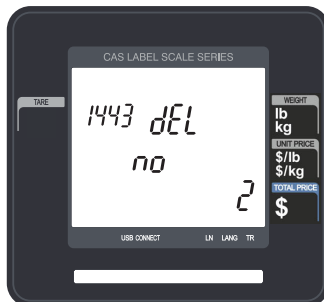 CAS LABEL SCALE SERIES
TARE
1443 dEL
no
2
WEIGHT
lb
kg
UNIT PRICE
$/lb
$/kg
TOTAL PRICE
$
USB CONNECT LN LANG TR